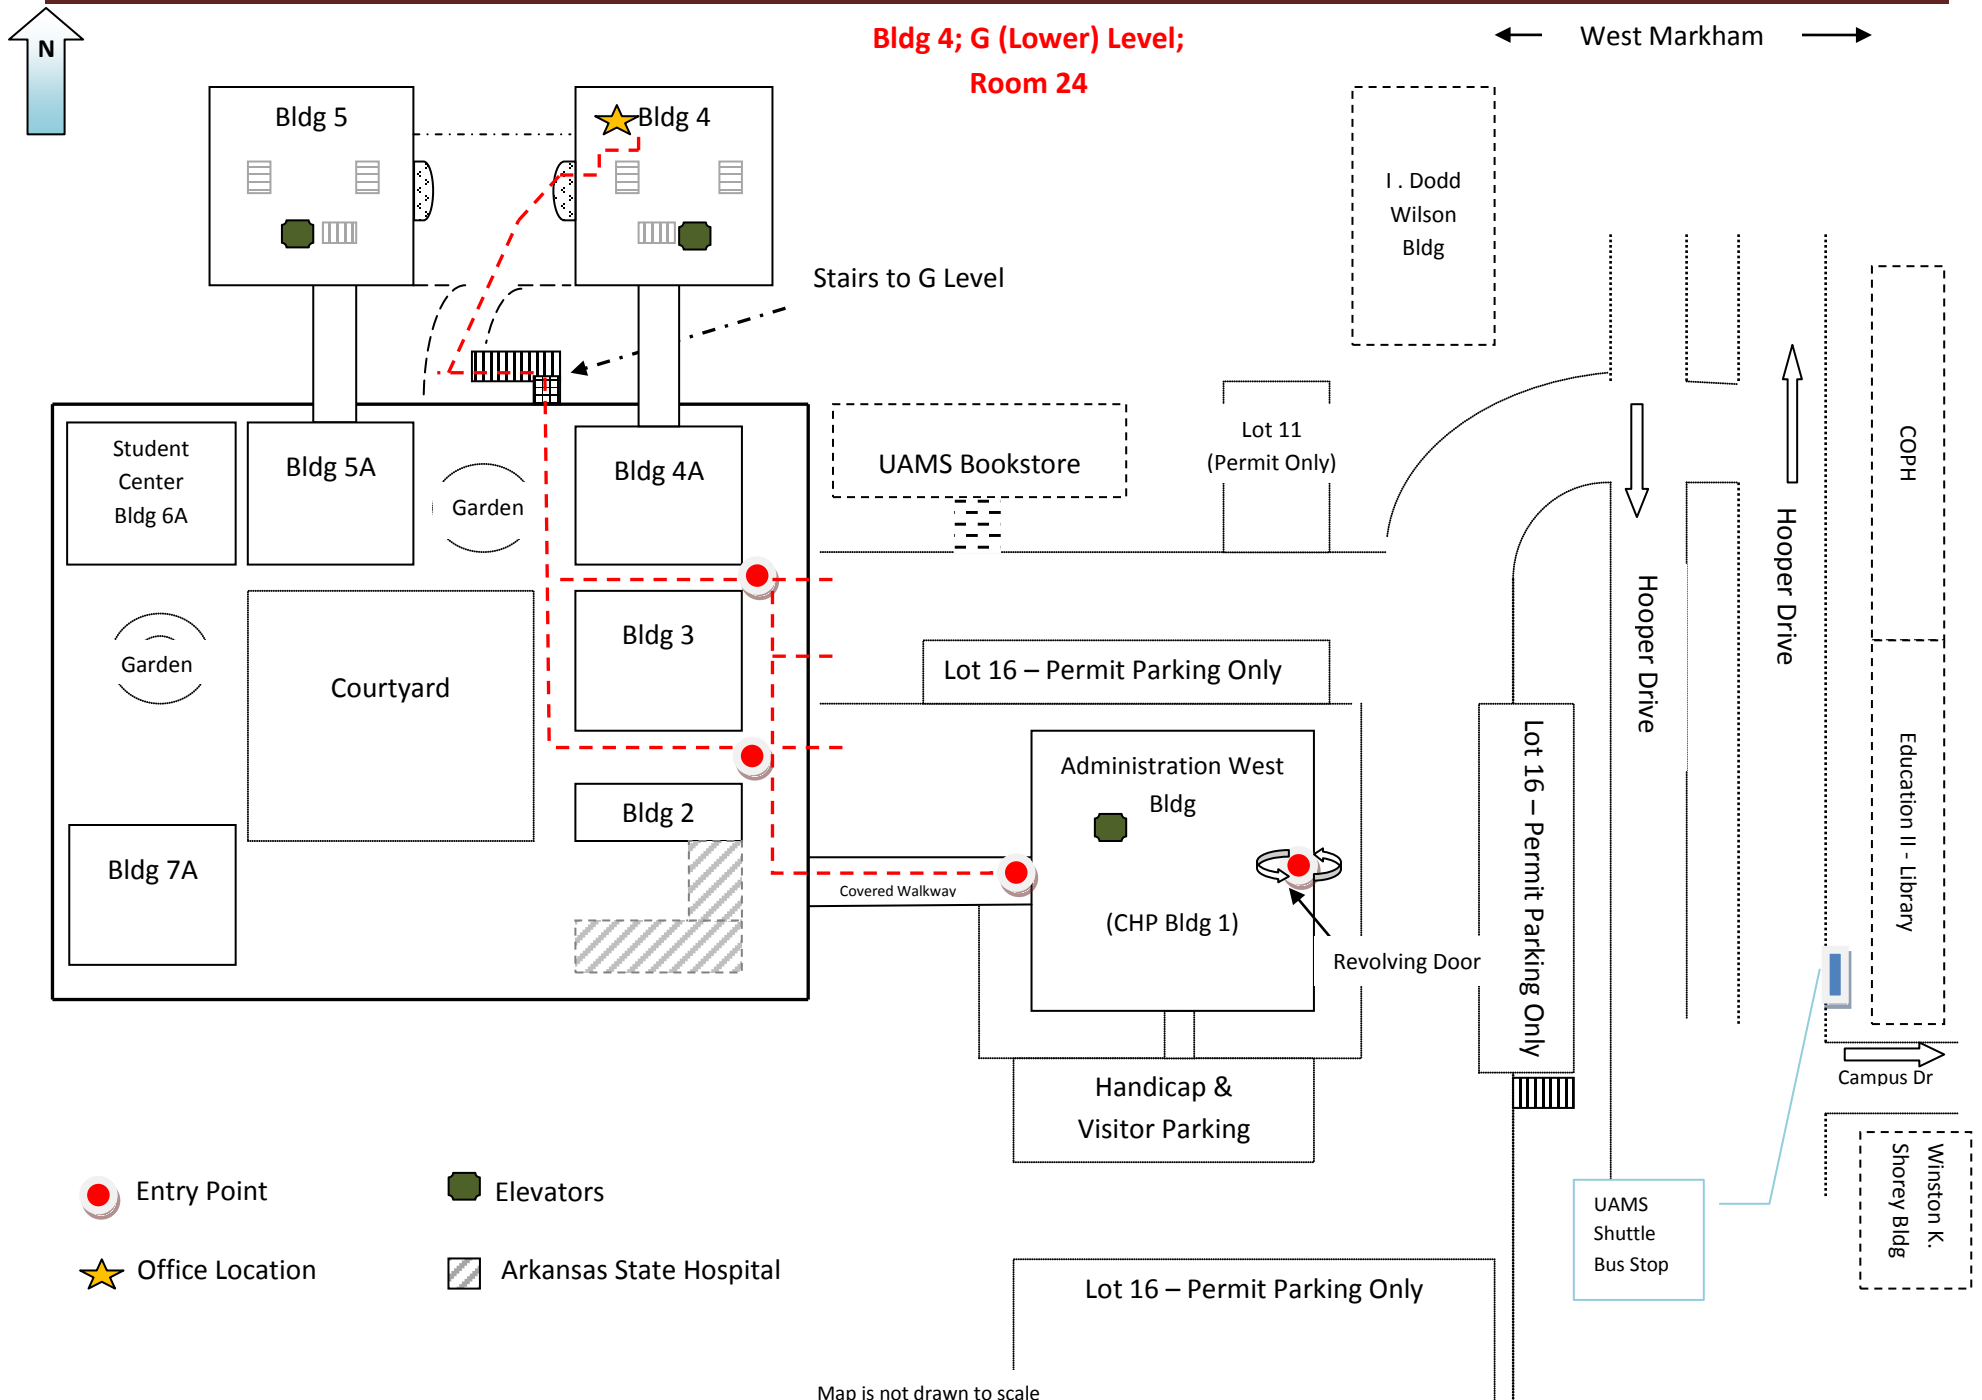 N
Bldg 4; G (Lower) Level;
Room 24
West Markham
Bldg 5
Bldg 4
I . Dodd
Wilson
Bldg
Stairs to G Level
Student
Center
Bldg 6A
Bldg 5A
Garden
Bldg 4A
UAMS Bookstore
Lot 11
(Permit Only)
COPH
Hooper Drive
Hooper Drive
Garden
Courtyard
Bldg 3
Lot 16 – Permit Parking Only
Bldg 2
Bldg 7A
Covered Walkway
Administration West
Bldg
(CHP Bldg 1)
Revolving Door
Lot 16 – Permit Parking Only
Education II - Library
Campus Dr
Handicap &
Visitor Parking
Winston K.
Shorey Bldg
UAMS
Shuttle
Bus Stop
Entry Point
Elevators
Office Location
Arkansas State Hospital
Lot 16 – Permit Parking Only
Map is not drawn to scale